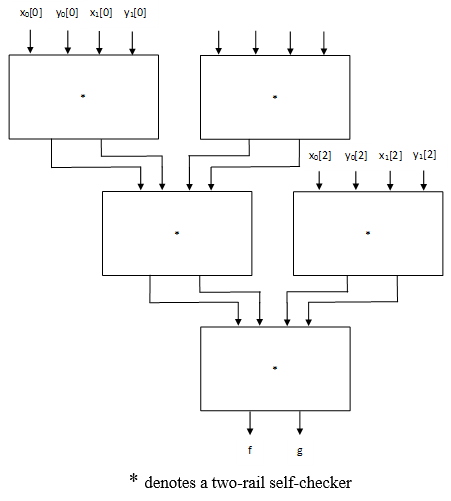 x₀[0] y₀[0] x₁[0] y₁[0]
* *
x₀[2] y₀[2] x₁[2] y₁[2]
* *
*
f g
* denotes a two-rail self-checker